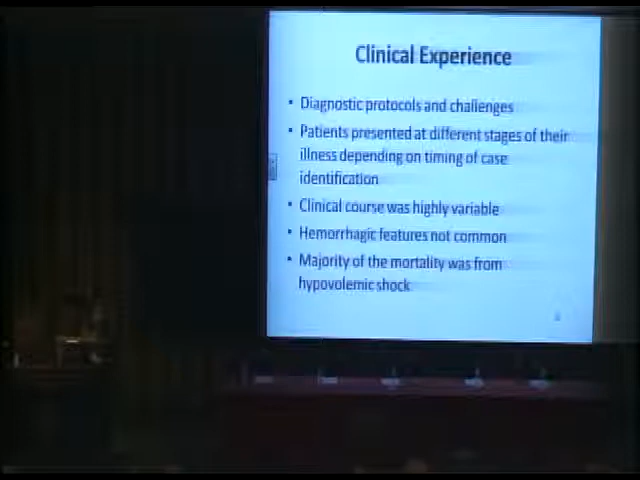 Clinical Experience
• Diagnostic protocols and challenges
• Patients presented at different stages of their
illness depending on timing of case
identification
• Clinical course was highly variable
• Hemorrhagic features not common
• Majority of the mortality was from
hypovolemic shock